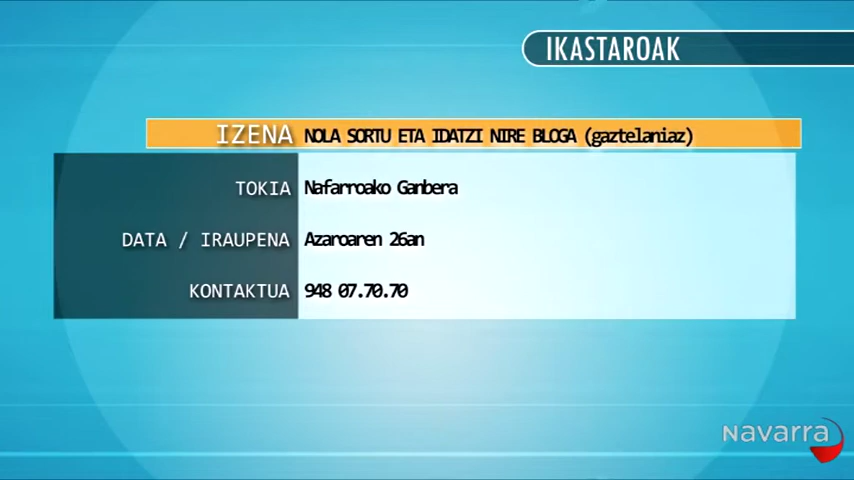 IKASTAROAK
IZENA NOLA SORTU ETA IDATZI NIRE BLOGA (gaztelaniaz)
TOKIA Nafarroako Ganbera
DATA / IRAUPENA Azaroaren 26an
KONTAKTUA 948 07.70.70
Navarra